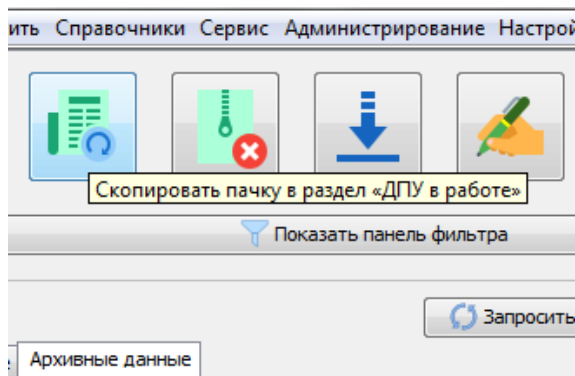 ить Справочники Сервис Администрирование Настрой
Скопировать пачку в раздел «ДПУ в работе»
Показать панель фильтра
Запросить
Архивные данные